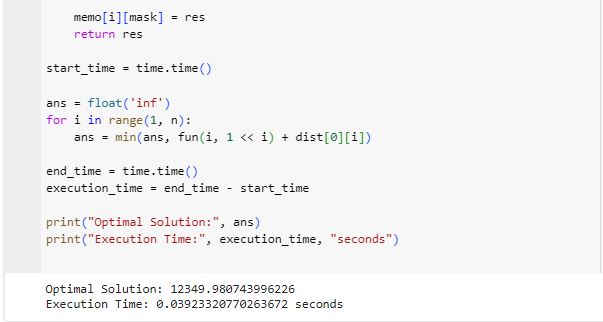 memo[i][mask] = res
return res
start_time = time.time()
ans = float('inf')
for i in range(1, n):
ans = min(ans, fun(i, 1 << i) + dist[0][i])
end_time = time.time()
execution_time = end_time - start_time
print("Optimal Solution:", ans)
print("Execution Time:", execution_time, "seconds")
Optimal Solution: 12349.980743996226
Execution Time: 0.03923320770263672 seconds